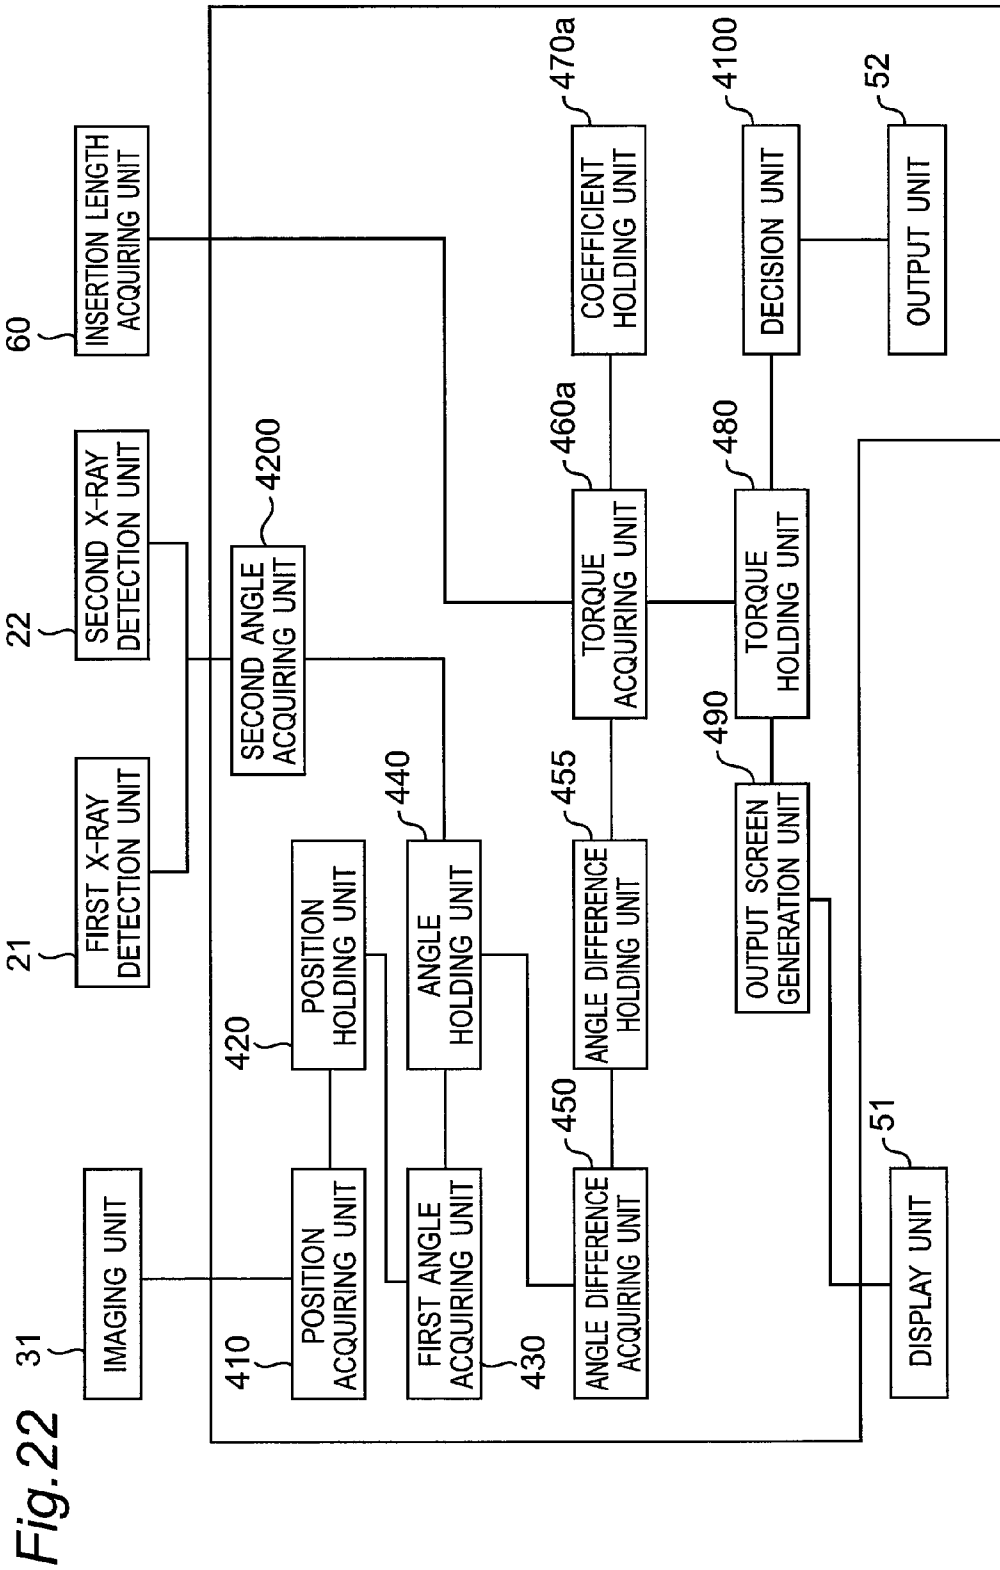 Fig.22
31
IMAGING UNIT
21
FIRST X-RAY
DETECTION UNIT
22
SECOND X-RAY
DETECTION UNIT
60
INSERTION LENGTH
ACQUIRING UNIT
4200
SECOND ANGLE
ACQUIRING UNIT
410
POSITION
ACQUIRING UNIT
420
POSITION
HOLDING UNIT
FIRST ANGLE
ACQUIRING UNIT
430
440
ANGLE
HOLDING UNIT
450
ANGLE DIFFERENCE
ACQUIRING UNIT
455
ANGLE DIFFERENCE
HOLDING UNIT
460a
TORQUE
ACQUIRING UNIT
470a
COEFFICIENT
HOLDING UNIT
490
OUTPUT SCREEN
GENERATION UNIT
480
TORQUE
HOLDING UNIT
4100
DECISION UNIT
51
DISPLAY UNIT
52
OUTPUT UNIT